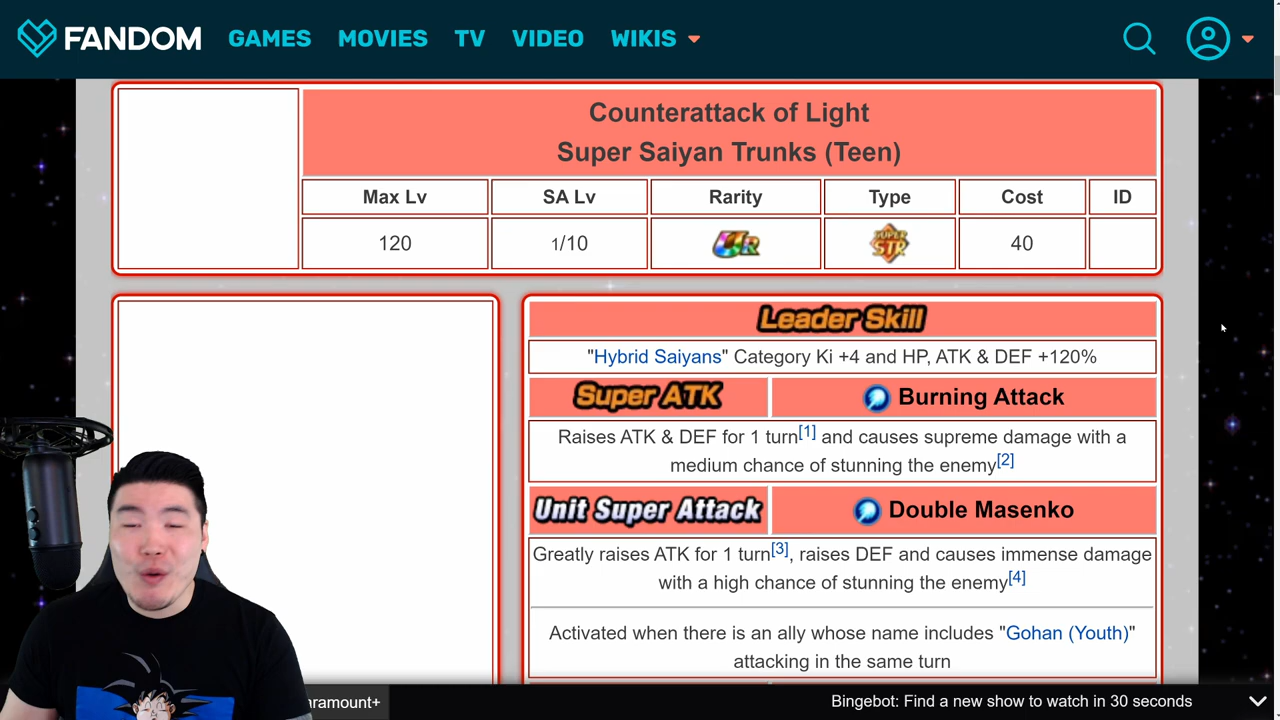 FANDOM GAMES MOVIES TV VIDEO WIKIS
Counterattack of Light
Super Saiyan Trunks (Teen)
Max Lv SA Lv Rarity Type Cost ID
120 1/10 UR SUPER STR 40
Leader Skill
"Hybrid Saiyans" Category Ki +4 and HP, ATK & DEF +120%
Super ATK Burning Attack
Raises ATK & DEF for 1 turn[1] and causes supreme damage with a
medium chance of stunning the enemy[2]
Unit Super Attack Double Masenko
Greatly raises ATK for 1 turn[3], raises DEF and causes immense damage
with a high chance of stunning the enemy[4]
Activated when there is an ally whose name includes "Gohan (Youth)"
attacking in the same turn
ramount+ Bingebot: Find a new show to watch in 30 seconds